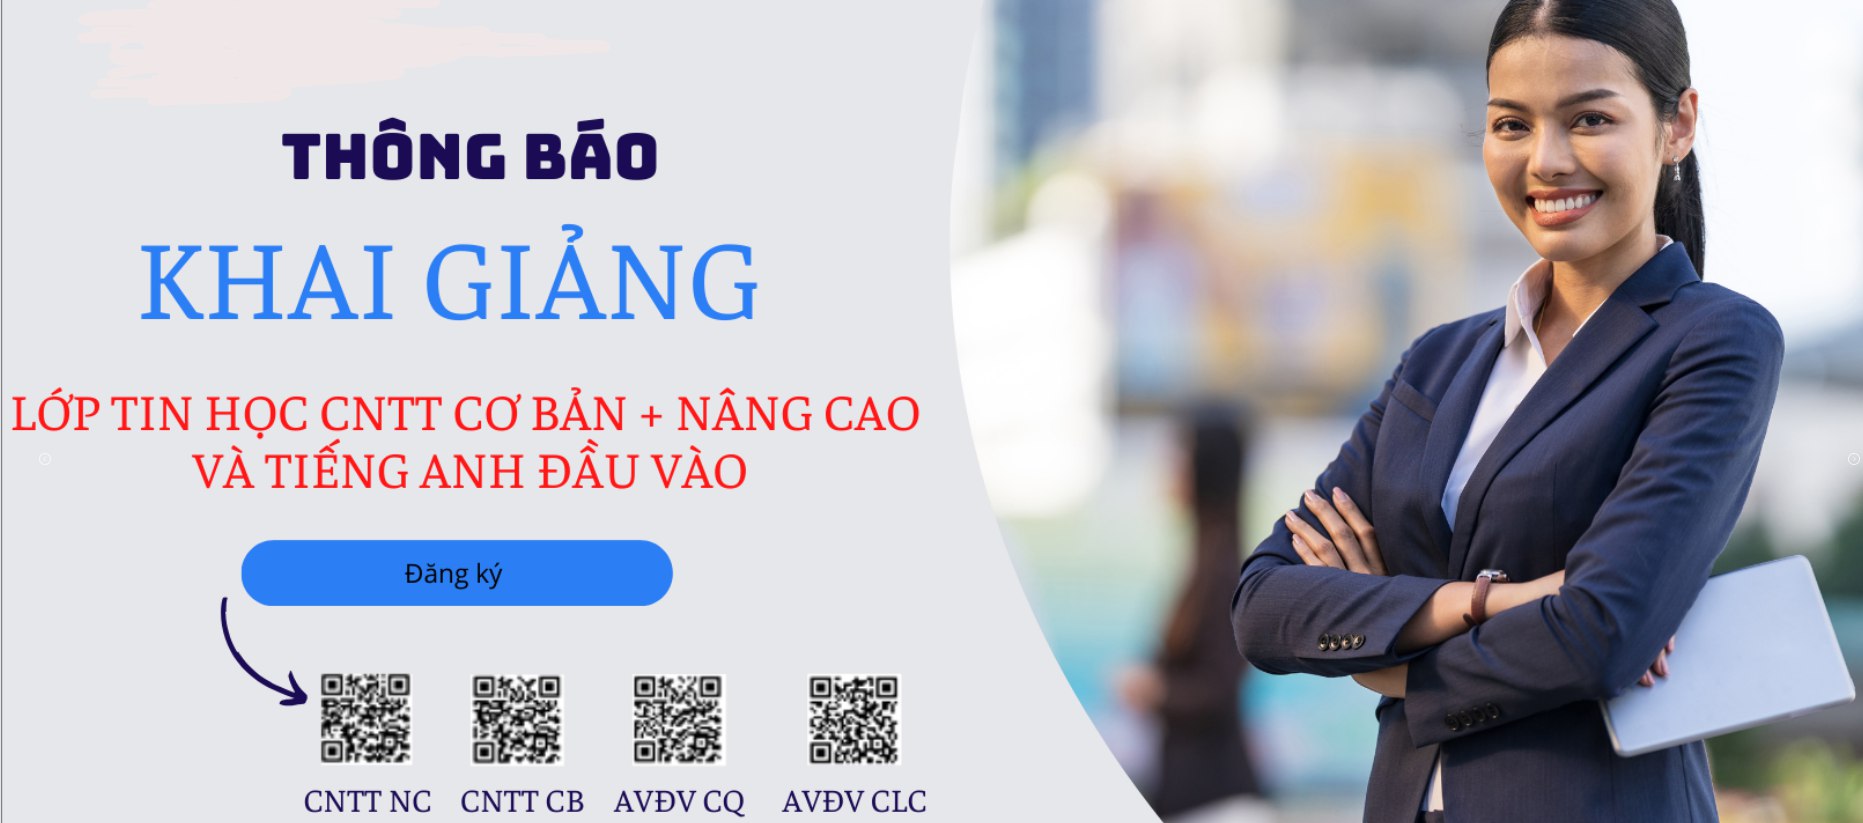 THÔNG BÁO
KHAI GIẢNG
LỚP TIN HỌC CNTT CƠ BẢN + NÂNG CAO
VÀ TIẾNG ANH ĐẦU VÀO
Đăng ký
CNTT NC CNTT CB AVĐV CQ AVĐV CLC